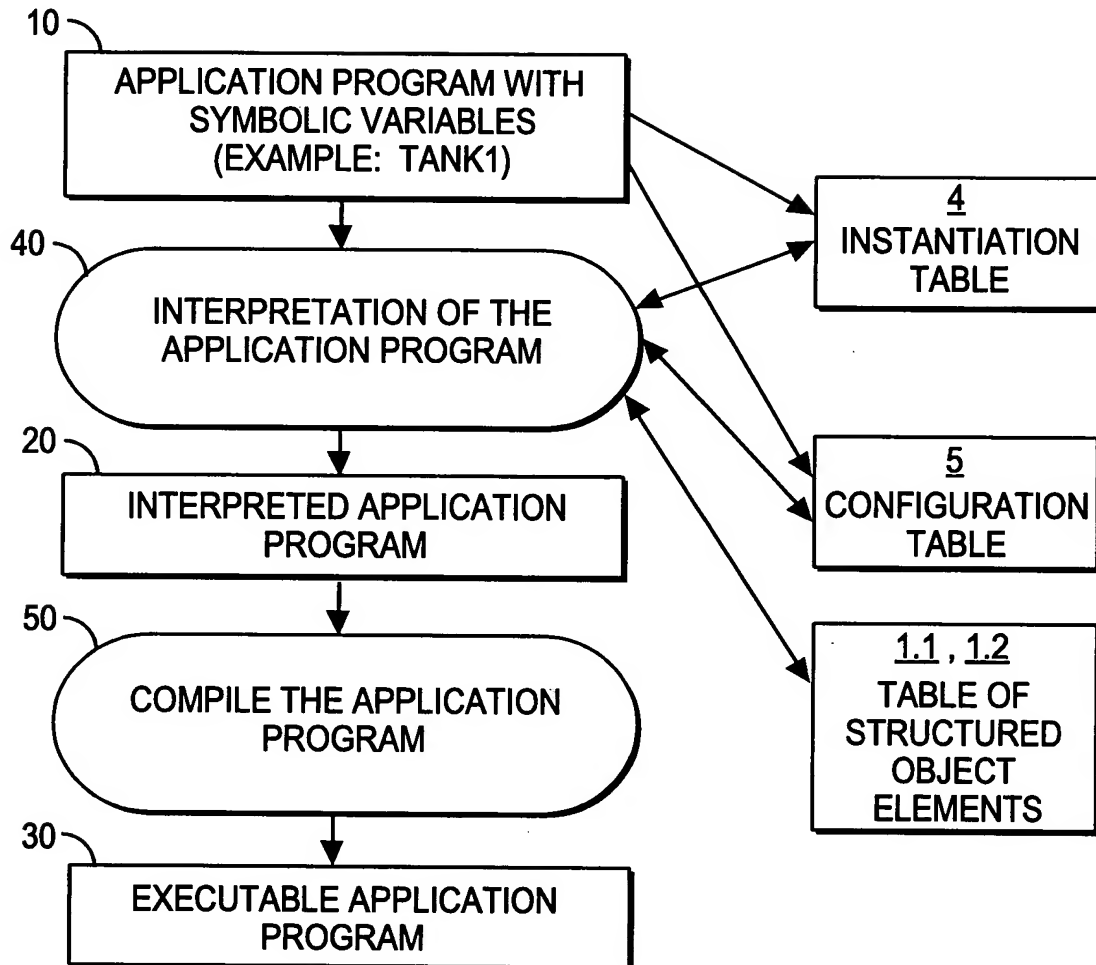 10
APPLICATION PROGRAM WITH
SYMBOLIC VARIABLES
(EXAMPLE: TANK1)
40
INTERPRETATION OF THE
APPLICATION PROGRAM
20
INTERPRETED APPLICATION
PROGRAM
50
COMPILE THE APPLICATION
PROGRAM
30
EXECUTABLE APPLICATION
PROGRAM
4
INSTANTIATION
TABLE
5
CONFIGURATION
TABLE
1.1 , 1.2
TABLE OF
STRUCTURED
OBJECT
ELEMENTS